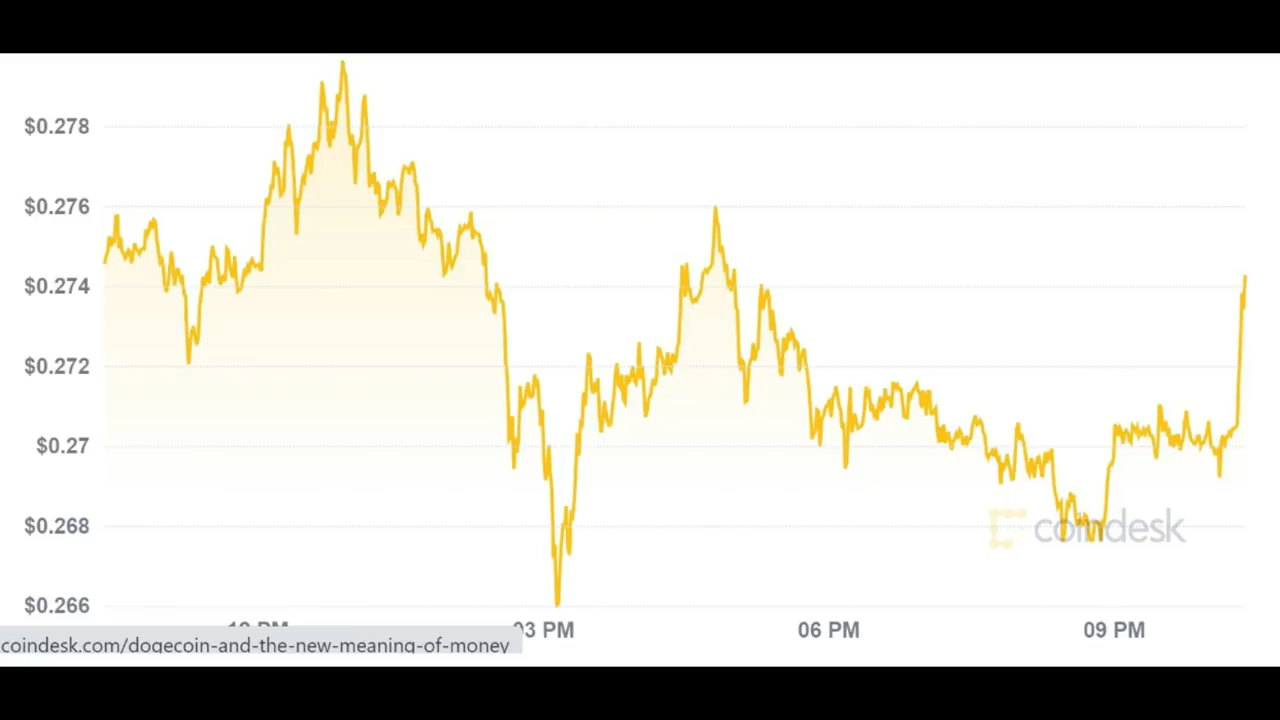 $0.278
$0.276
$0.274
$0.272
$0.27
$0.268
coindesk
$0.266
03 PM
06 PM
09 PM
coindesk.com/dogecoin-and-the-new-meaning-of-money